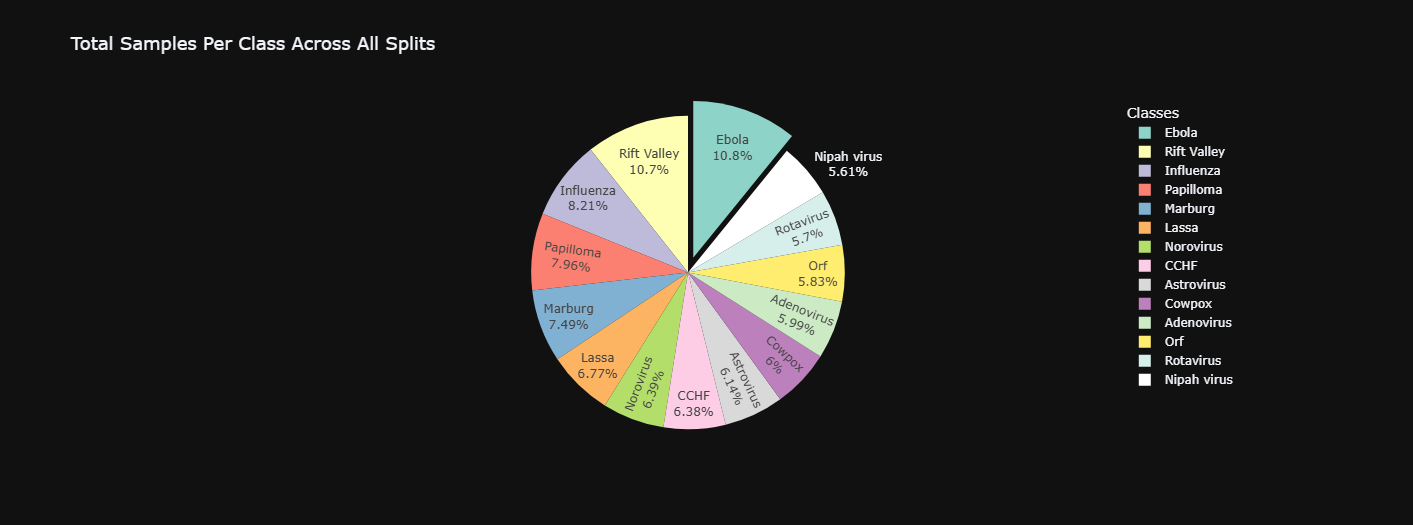 Total Samples Per Class Across All Splits
Ebola
10.8%
Rift Valley
10.7%
Influenza
8.21%
Papilloma
7.96%
Marburg
7.49%
Lassa
6.77%
Norovirus
6.39%
CCHF
6.38%
Astrovirus
6.14%
Cowpox
6%
Adenovirus
5.99%
Orf
5.83%
Rotavirus
5.7%
Nipah virus
5.61%
Classes
Ebola
Rift Valley
Influenza
Papilloma
Marburg
Lassa
Norovirus
CCHF
Astrovirus
Cowpox
Adenovirus
Orf
Rotavirus
Nipah virus